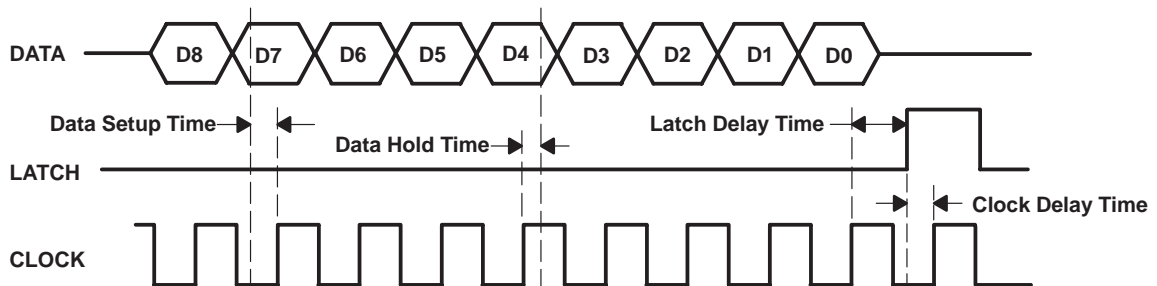 DATA
D8 D7 D6 D5 D4 D3 D2 D1 D0
Data Setup Time
Latch Delay Time
Data Hold Time
LATCH
Clock Delay Time
CLOCK